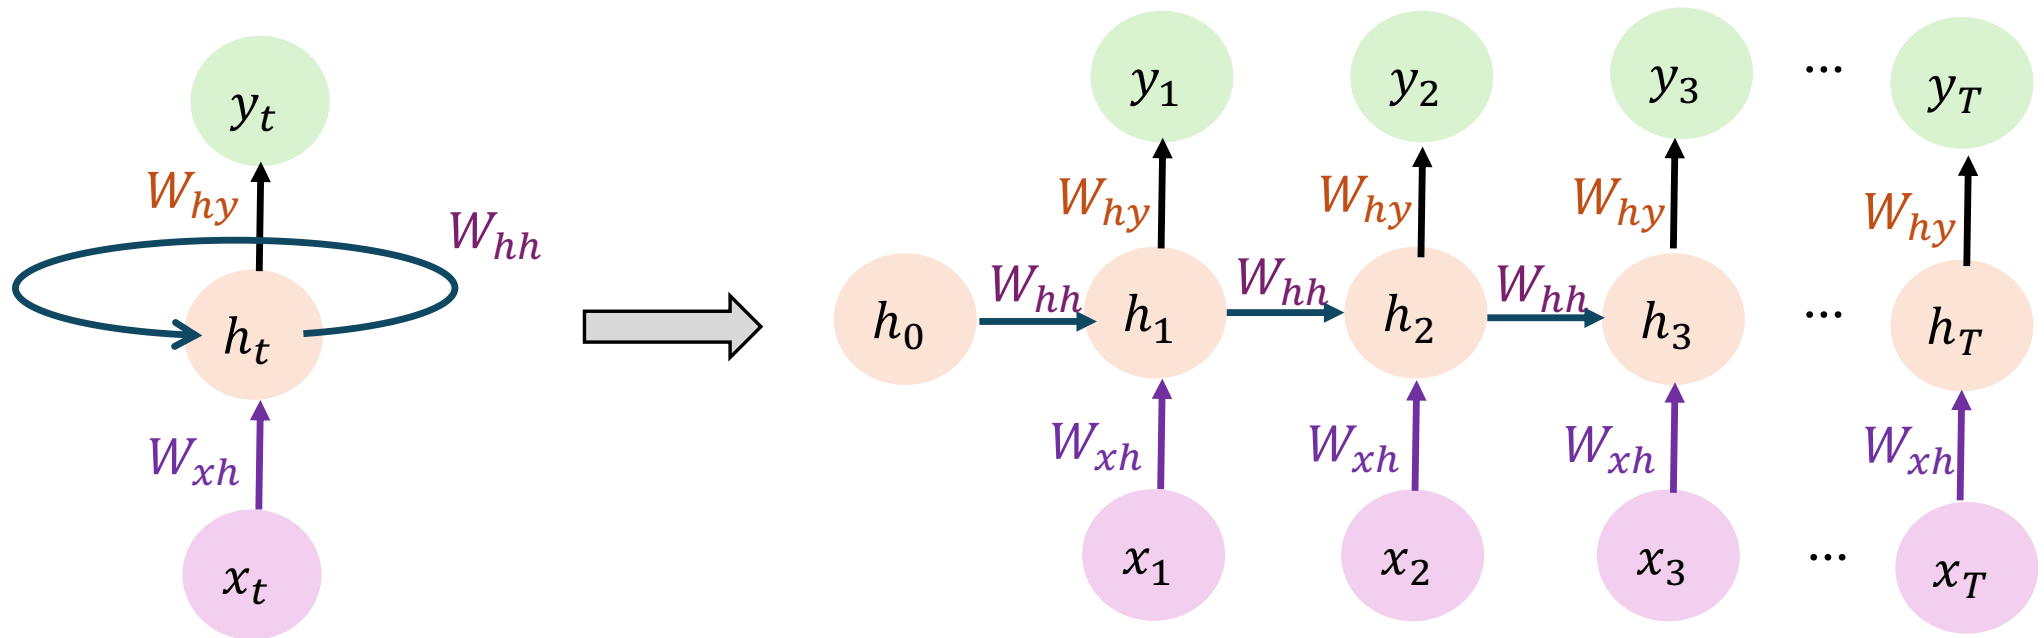 y_t
W_hy
W_hh
h_t
W_xh
x_t
y_1 y_2 y_3 ... y_T
W_hy W_hy W_hy W_hy
W_hh W_hh W_hh
h_0 h_1 h_2 h_3 ... h_T
W_xh W_xh W_xh W_xh
x_1 x_2 x_3 ... x_T